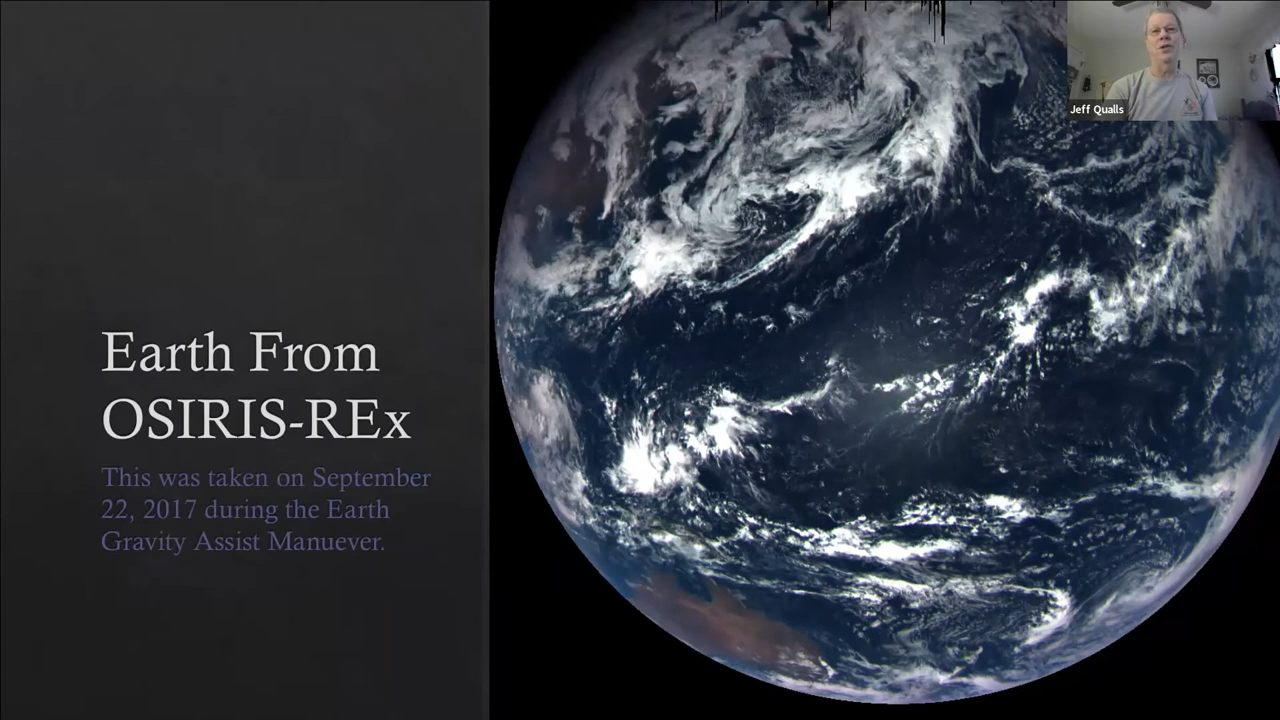 Earth From
OSIRIS-REx
This was taken on September
22, 2017 during the Earth
Gravity Assist Manuever.
Jeff Qualls